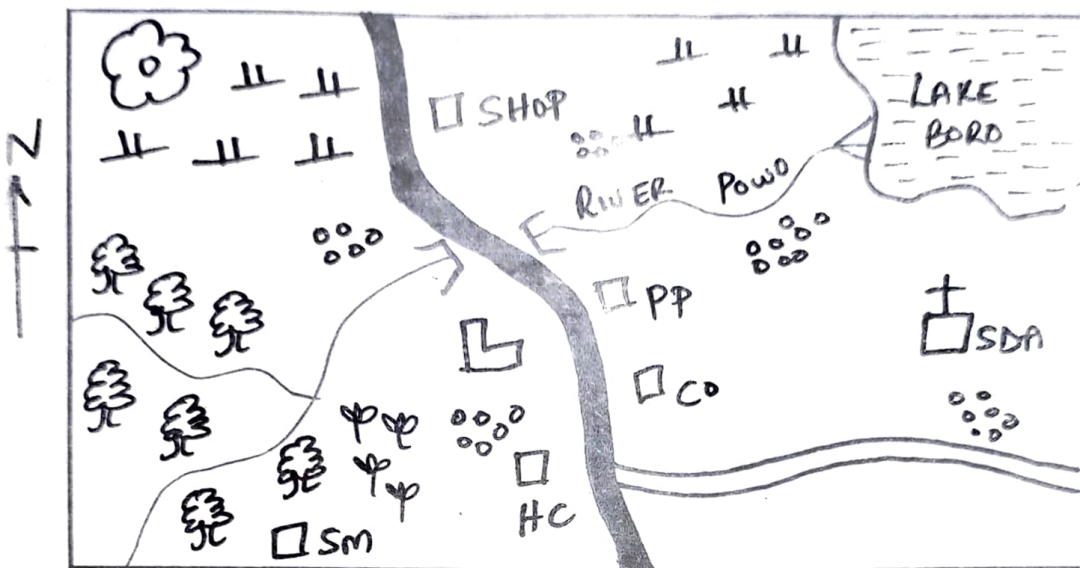 N
SHOP
LAKE
BORO
RIVER POWO
PP
SDA
CO
HC
SM